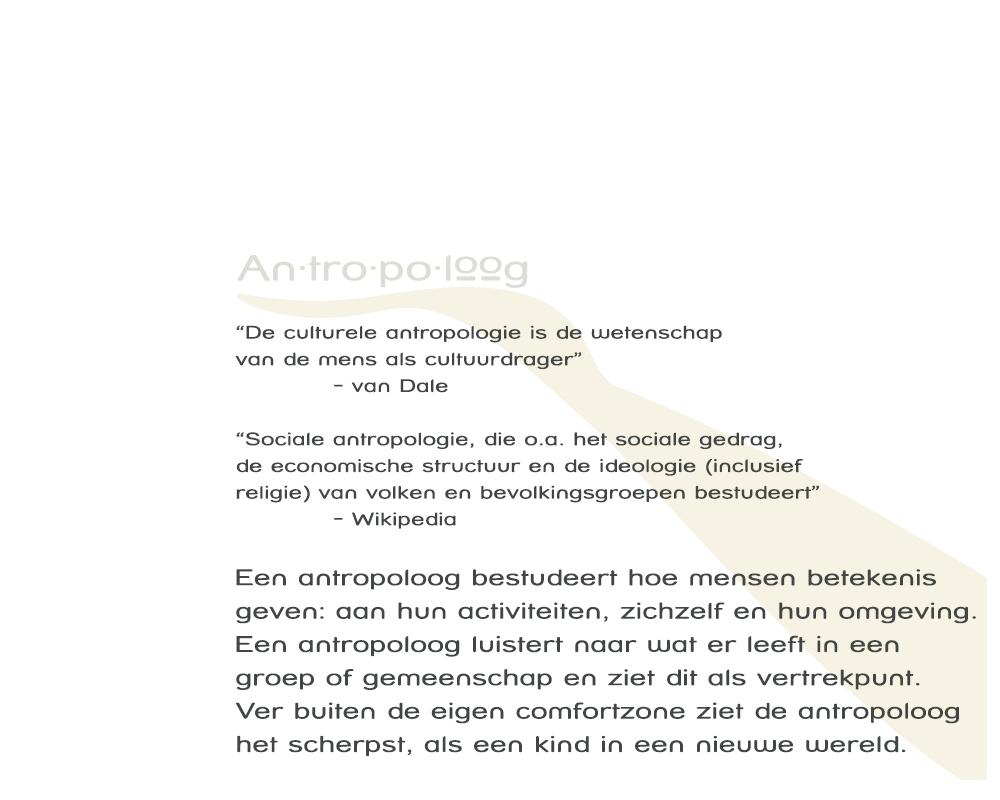 An·tro·po·loog
“De culturele antropologie is de wetenschap
van de mens als cultuurdrager”
– van Dale
“Sociale antropologie, die o.a. het sociale gedrag,
de economische structuur en de ideologie (inclusief
religie) van volken en bevolkingsgroepen bestudeert”
– Wikipedia
Een antropoloog bestudeert hoe mensen betekenis
geven: aan hun activiteiten, zichzelf en hun omgeving.
Een antropoloog luistert naar wat er leeft in een
groep of gemeenschap en ziet dit als vertrekpunt.
Ver buiten de eigen comfortzone ziet de antropoloog
het scherpst, als een kind in een nieuwe wereld.